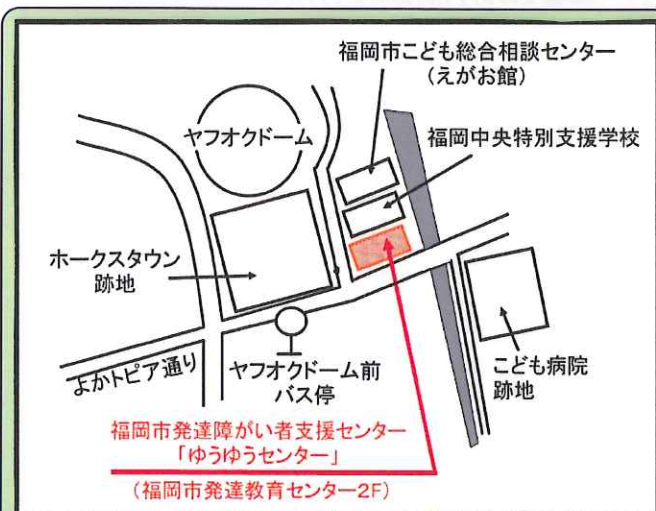 福岡市こども総合相談センター
(えがお館)
ヤフオクドーム
福岡中央特別支援学校
ホークスタウン
跡地
よかトピア通り
ヤフオクドーム前
バス停
こども病院
跡地
福岡市発達障がい者支援センター
「ゆうゆうセンター」
(福岡市発達教育センター2F)